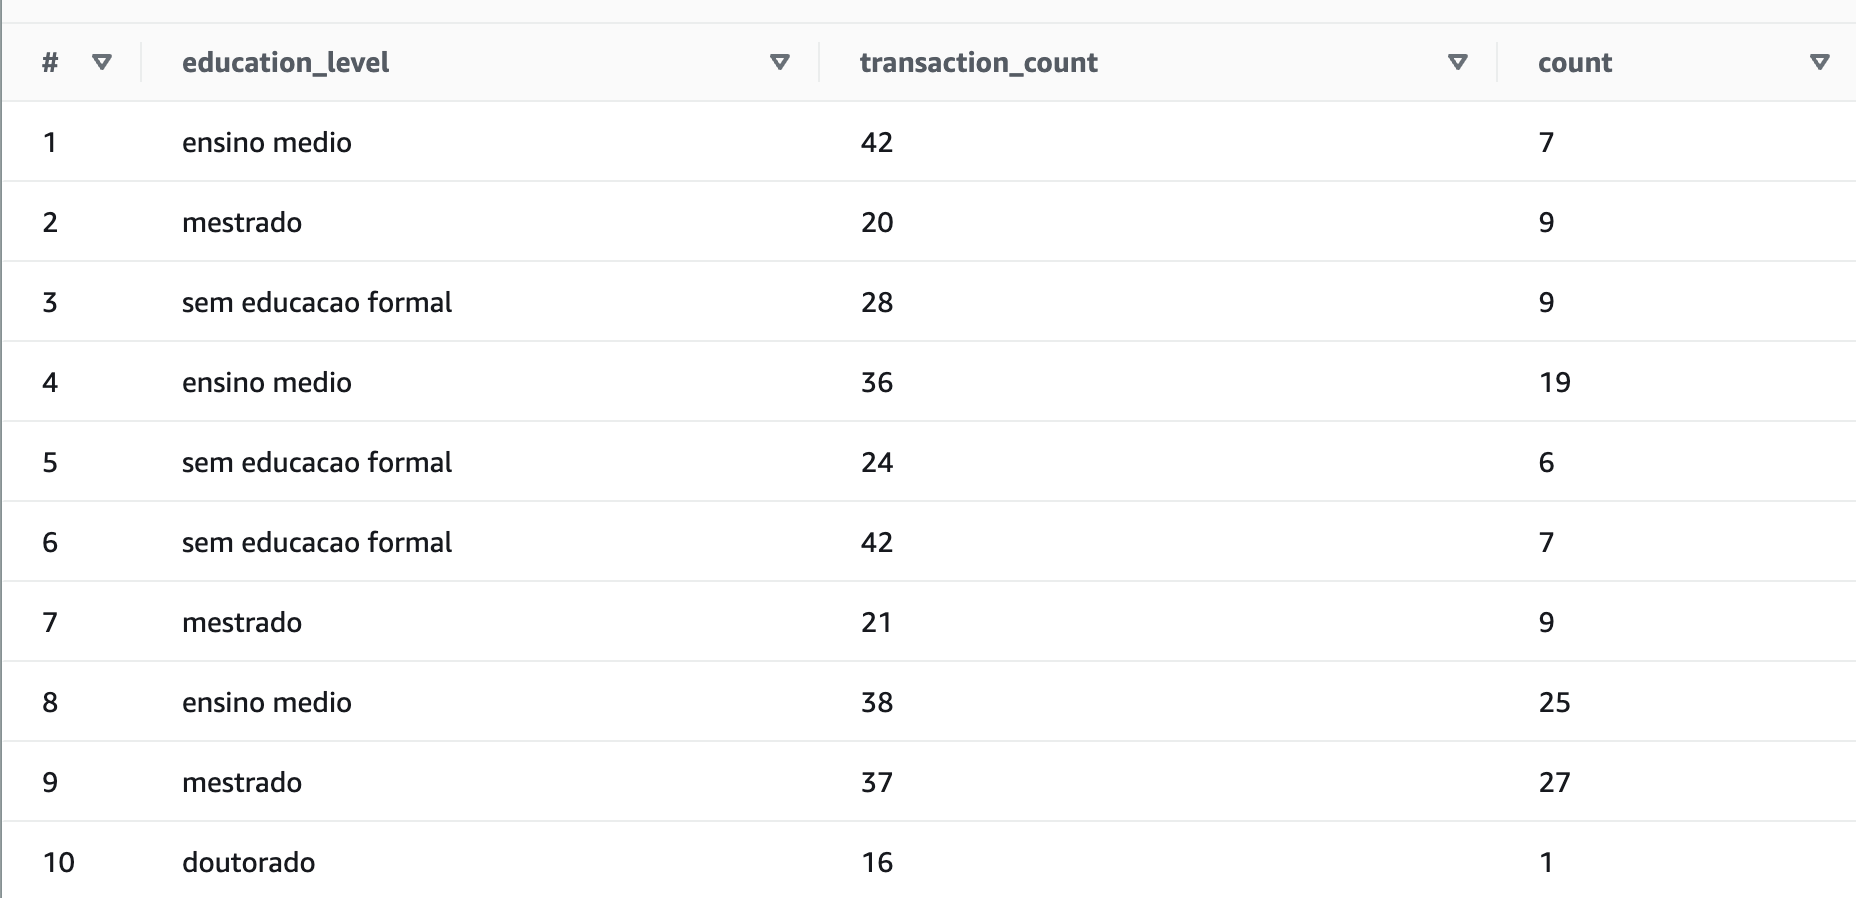 # education_level transaction_count count
1 ensino medio 42 7
2 mestrado 20 9
3 sem educacao formal 28 9
4 ensino medio 36 19
5 sem educacao formal 24 6
6 sem educacao formal 42 7
7 mestrado 21 9
8 ensino medio 38 25
9 mestrado 37 27
10 doutorado 16 1